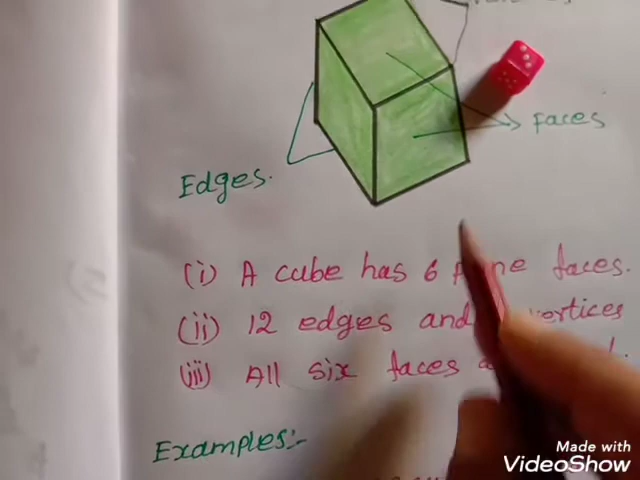 Faces
Edges.
(i) A cube has 6 faces.
(ii) 12 edges and vertices
(iii) All six faces
Examples:-
Made with
VideoShow